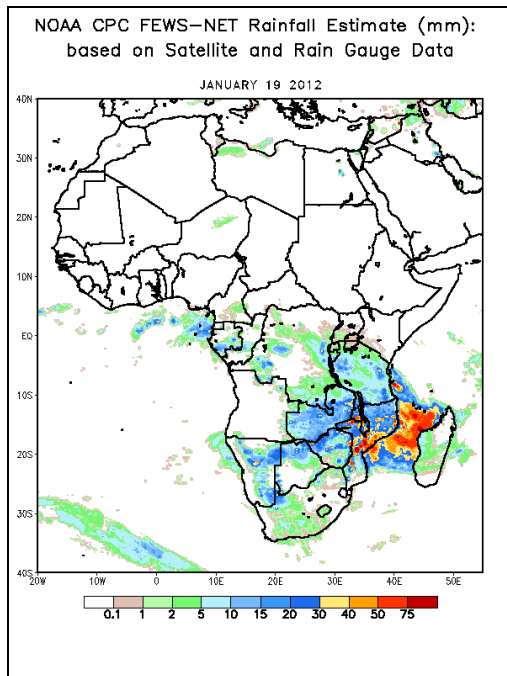 NOAA CPC FEWS-NET Rainfall Estimate (mm):
based on Satellite and Rain Gauge Data
JANUARY 19 2012
40N
30N
20N
10N
EQ
10S
20S
30S
40S
20W 10W 0 10E 20E 30E 40E 50E
0.1 1 2 5 10 15 20 30 40 50 75